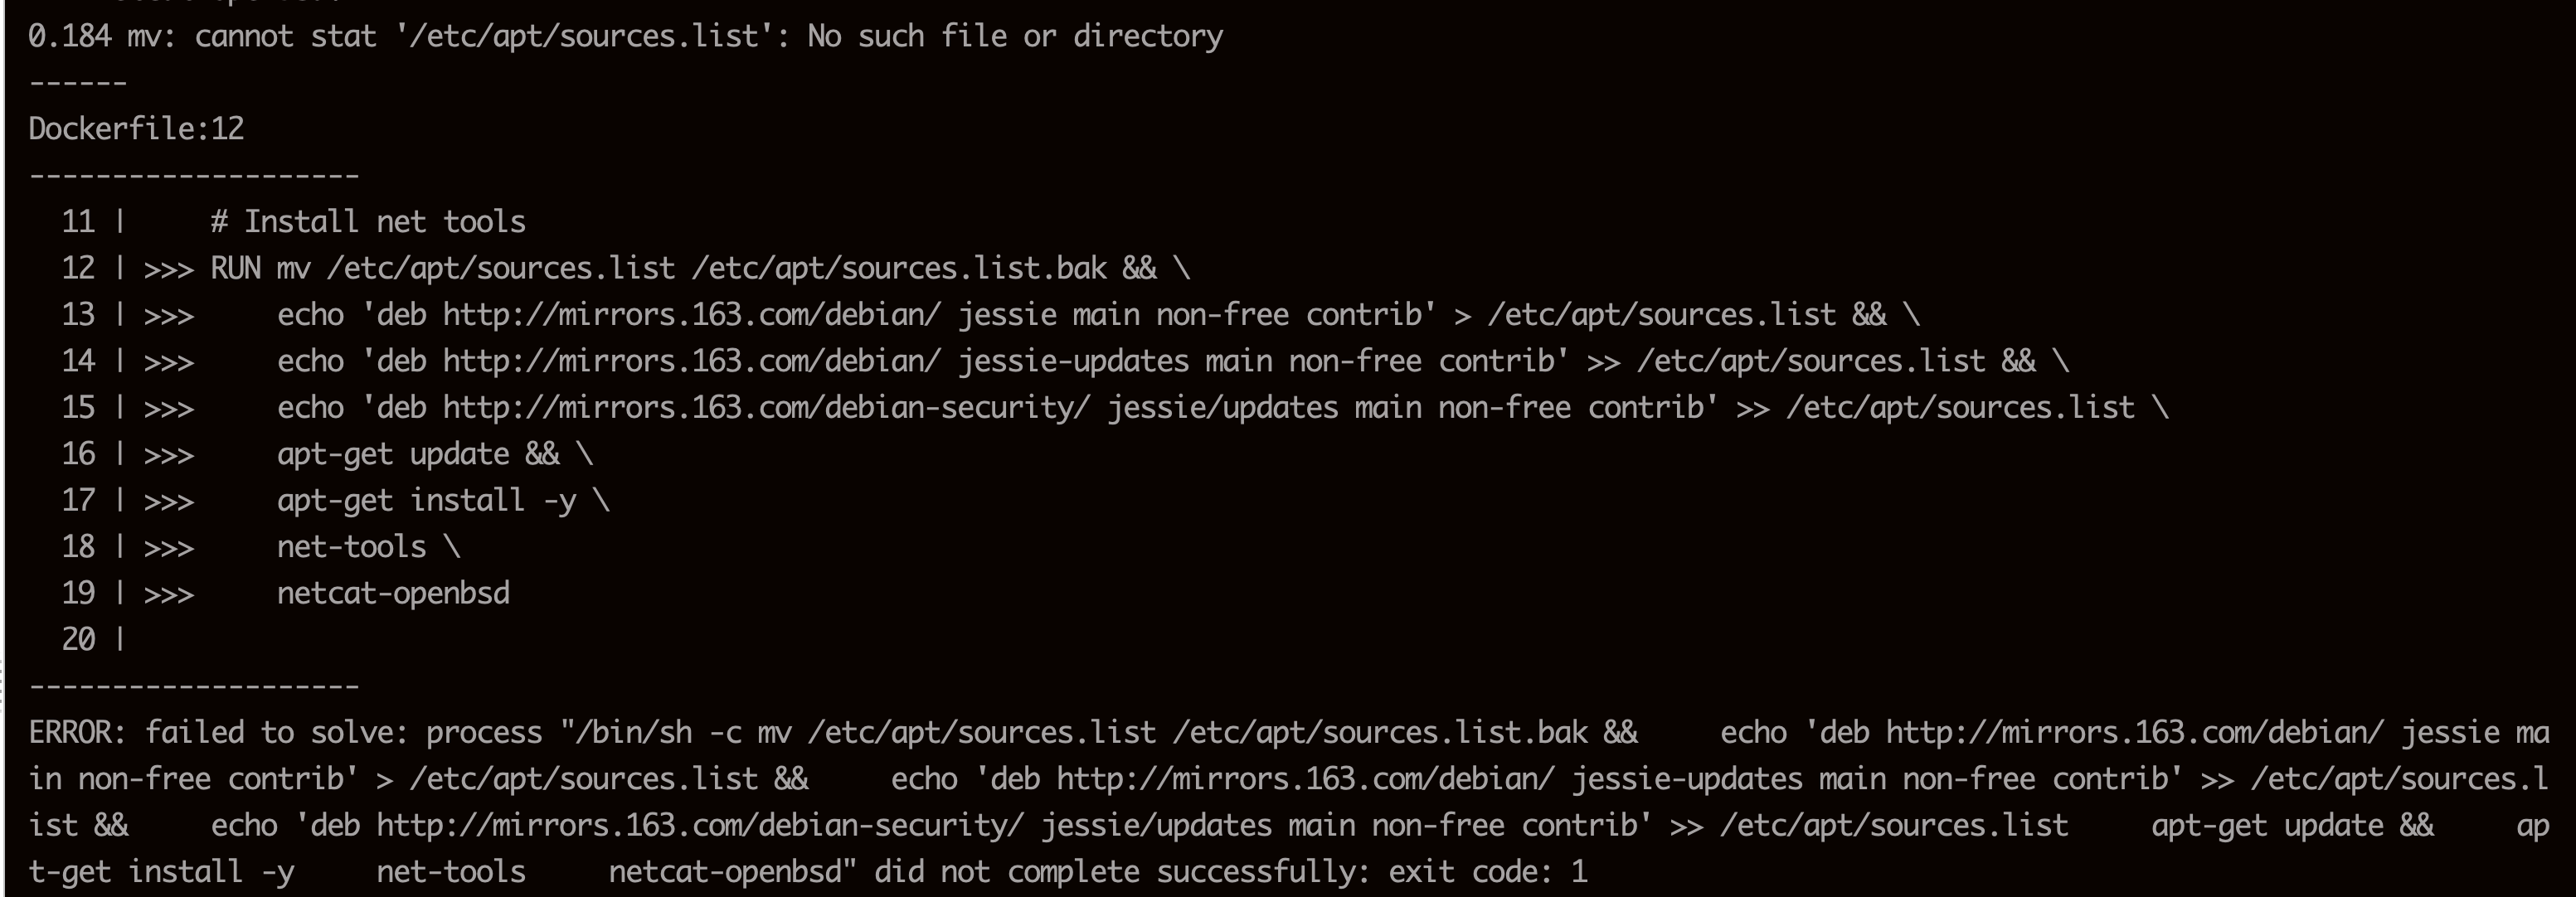 0.184 mv: cannot stat '/etc/apt/sources.list': No such file or directory
------
Dockerfile:12
--------------------
  11 |     # Install net tools
  12 | >>> RUN mv /etc/apt/sources.list /etc/apt/sources.list.bak && \
  13 | >>>     echo 'deb http://mirrors.163.com/debian/ jessie main non-free contrib' > /etc/apt/sources.list && \
  14 | >>>     echo 'deb http://mirrors.163.com/debian/ jessie-updates main non-free contrib' >> /etc/apt/sources.list && \
  15 | >>>     echo 'deb http://mirrors.163.com/debian-security/ jessie/updates main non-free contrib' >> /etc/apt/sources.list \
  16 | >>>     apt-get update && \
  17 | >>>     apt-get install -y \
  18 | >>>     net-tools \
  19 | >>>     netcat-openbsd
  20 |
--------------------
ERROR: failed to solve: process "/bin/sh -c mv /etc/apt/sources.list /etc/apt/sources.list.bak &&     echo 'deb http://mirrors.163.com/debian/ jessie ma
in non-free contrib' > /etc/apt/sources.list &&     echo 'deb http://mirrors.163.com/debian/ jessie-updates main non-free contrib' >> /etc/apt/sources.l
ist &&     echo 'deb http://mirrors.163.com/debian-security/ jessie/updates main non-free contrib' >> /etc/apt/sources.list     apt-get update &&     ap
t-get install -y     net-tools     netcat-openbsd" did not complete successfully: exit code: 1